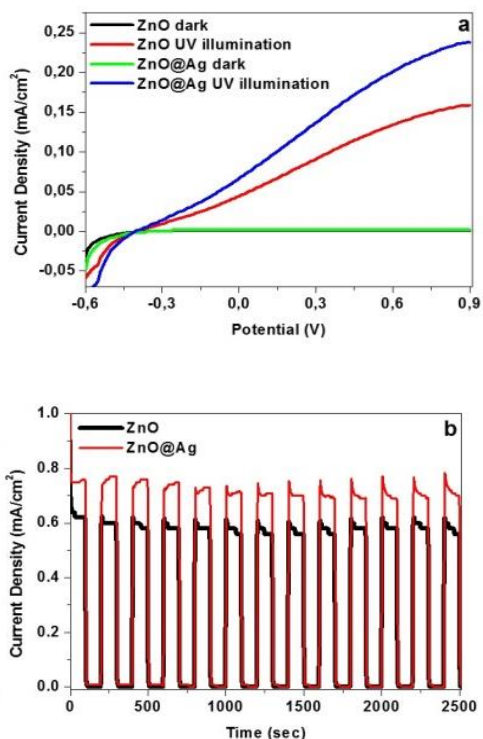 a
ZnO dark
ZnO UV illumination
ZnO@Ag dark
ZnO@Ag UV illumination
0,25
0,20
0,15
0,10
0,05
0,00
-0,05
Current Density (mA/cm²)
-0,6 -0,3 0,0 0,3 0,6 0,9
Potential (V)
b
ZnO
ZnO@Ag
1.0
0.8
0.6
0.4
0.2
0.0
Current Density (mA/cm²)
0 500 1000 1500 2000 2500
Time (sec)